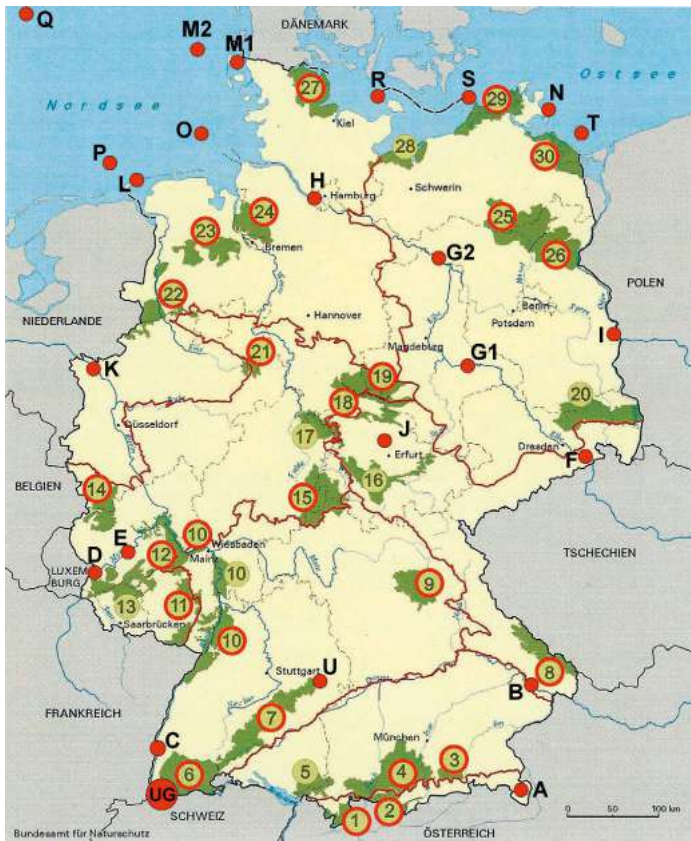 Q
DÄNEMARK
M2
M1
Ostsee
27
R
S
29
N
Nordsee
O
Kiel
T
28
30
P
L
Schwerin
H
Hamburg
24
25
23
Bremen
G2
26
POLEN
22
Berlin
NIEDERLANDE
Hannover
Potsdam
I
Magdeburg
21
K
G1
19
18
20
Düsseldorf
17
J
Erfurt
Dresden
F
BELGIEN
14
16
15
E
10
Wiesbaden
12
Mainz
TSCHECHIEN
D
LUXEM
BURG
10
9
13
11
Saarbrücken
10
Stuttgart
U
8
B
FRANKREICH
7
München
C
6
5
4
3
UG
A
SCHWEIZ
1
2
0 50 100 km
Bundesamt für Naturschutz
ÖSTERREICH